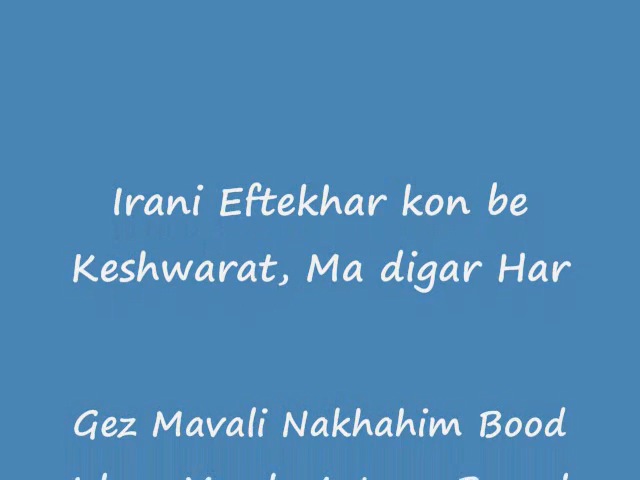 Irani Eftekhar kon be
Keshwarat, Ma digar Har
Gez Mavali Nakhahim Bood